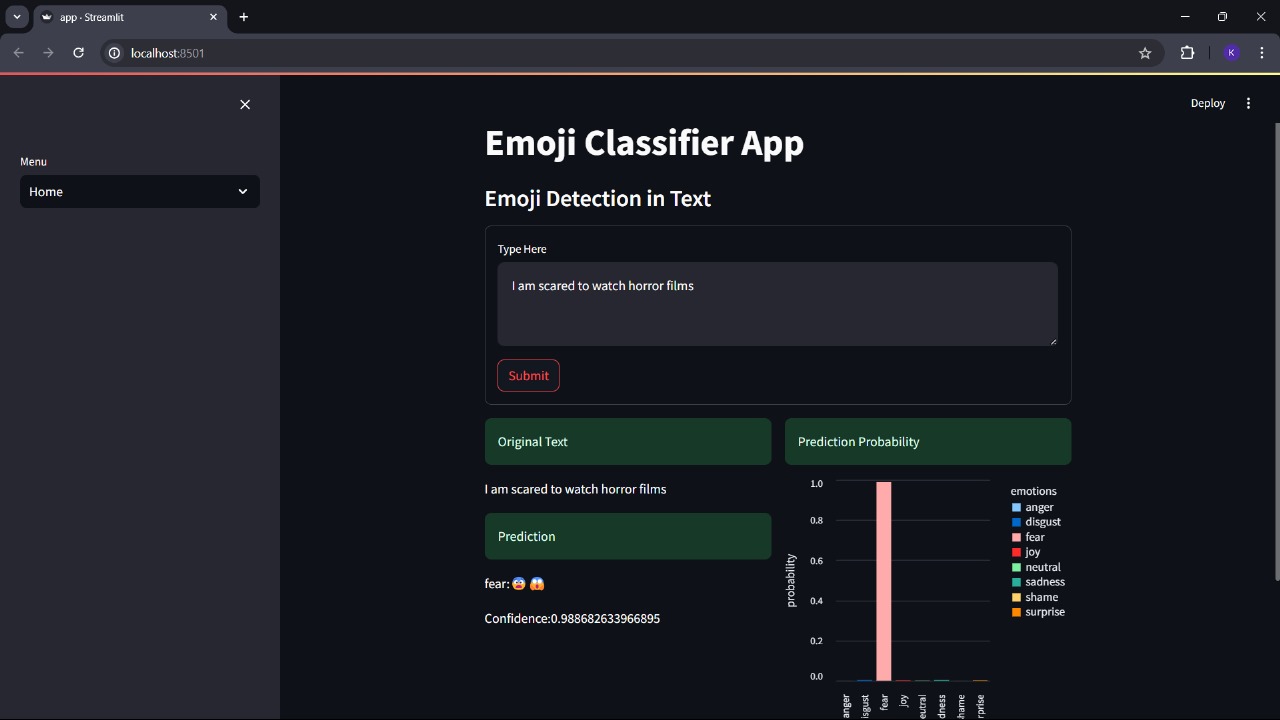 app · Streamlit
localhost:8501
K
Deploy
Menu
Home
Emoji Classifier App
Emoji Detection in Text
Type Here
I am scared to watch horror films
Submit
Original Text
Prediction Probability
I am scared to watch horror films
Prediction
fear:😨😱
Confidence:0.988682633966895
probability
1.0
0.8
0.6
0.4
0.2
0.0
anger
isgust
fear
joy
eutral
dness
hame
rprise
emotions
anger
disgust
fear
joy
neutral
sadness
shame
surprise